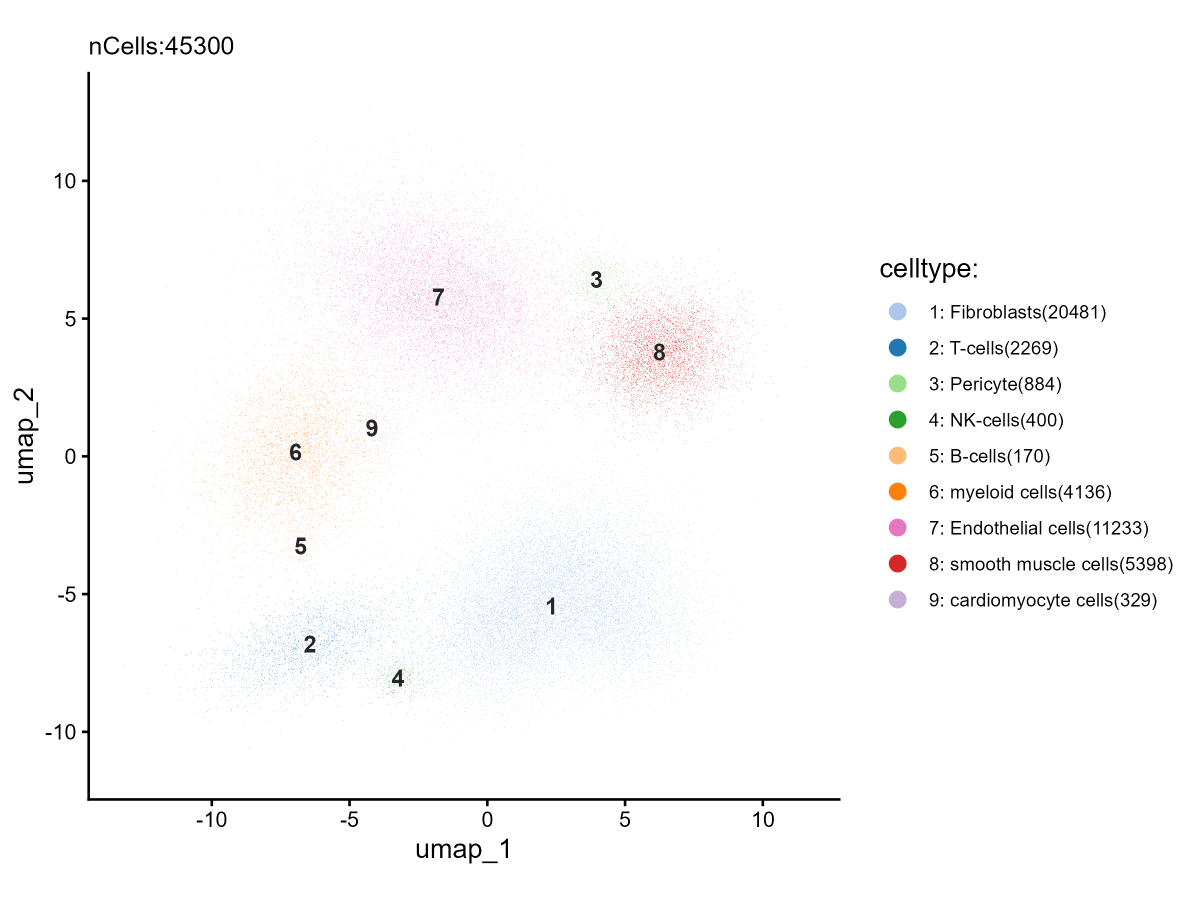 nCells:45300
10
5
0
-5
-10
umap_2
7
3
8
9
6
5
1
2
4
-10
-5
0
5
10
umap_1
celltype:
1: Fibroblasts(20481)
2: T-cells(2269)
3: Pericyte(884)
4: NK-cells(400)
5: B-cells(170)
6: myeloid cells(4136)
7: Endothelial cells(11233)
8: smooth muscle cells(5398)
9: cardiomyocyte cells(329)